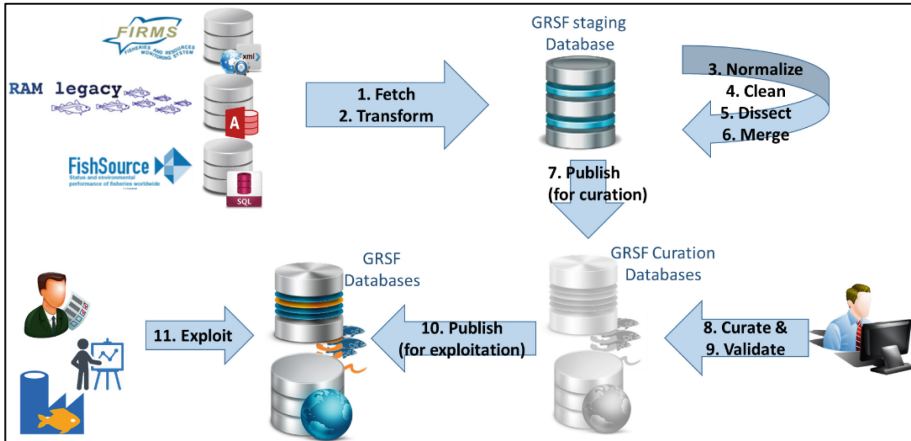 FIRMS
FISHERIES AND RESOURCES
MONITORING SYSTEM
xml
RAM legacy
A
FishSource
Status and environmental
performance of fisheries worldwide
SQL
1. Fetch
2. Transform
GRSF staging
Database
3. Normalize
4. Clean
5. Dissect
6. Merge
7. Publish
(for curation)
GRSF
Databases
GRSF Curation
Databases
11. Exploit
10. Publish
(for exploitation)
8. Curate &
9. Validate